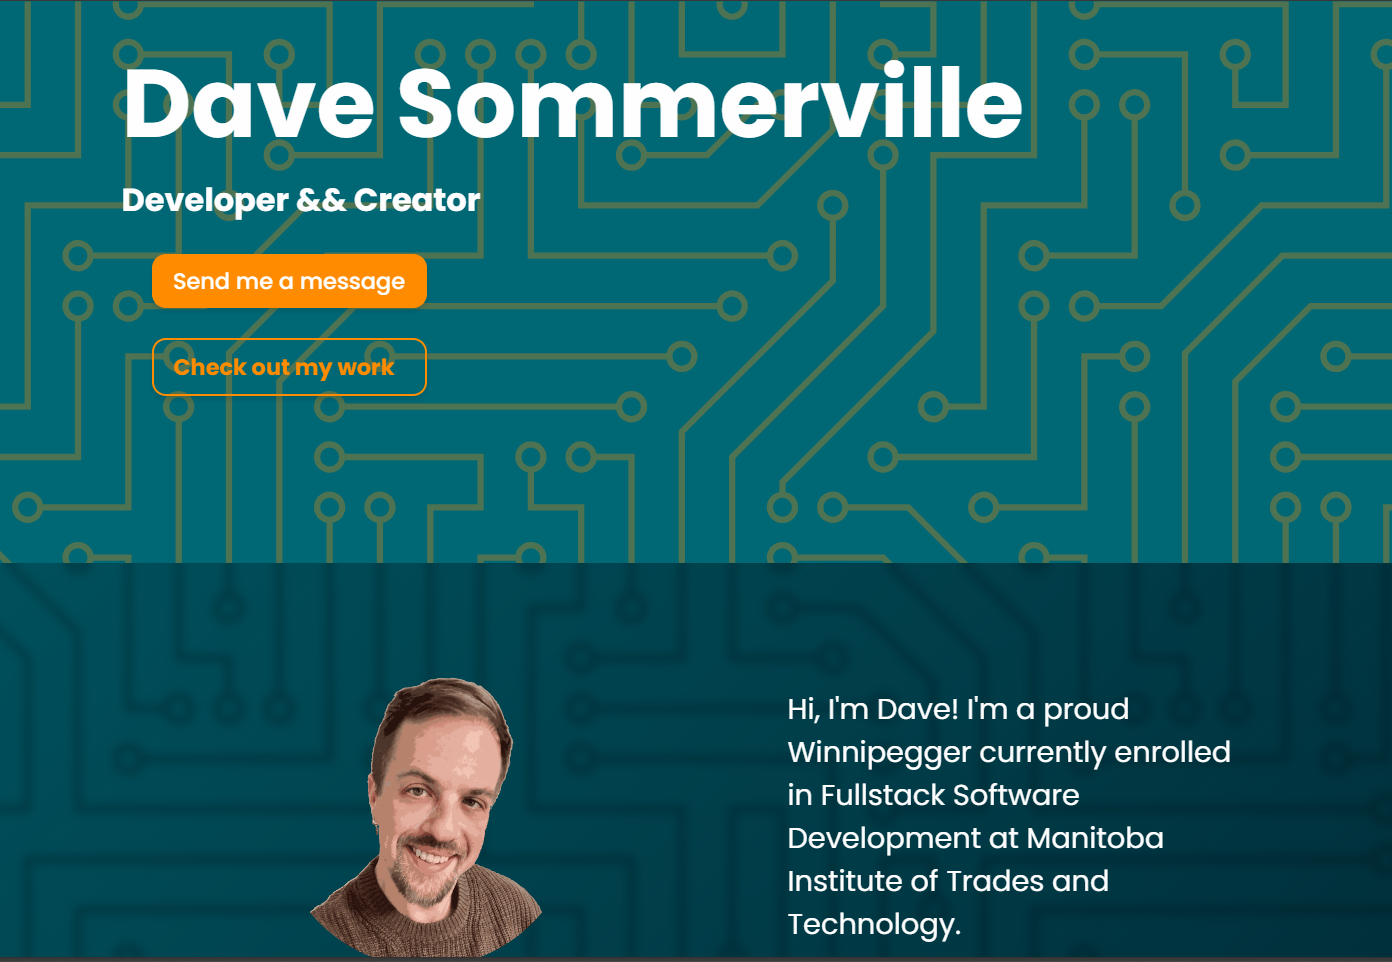 Dave Sommerville
Developer && Creator
Send me a message
Check out my work
Hi, I'm Dave! I'm a proud
Winnipegger currently enrolled
in Fullstack Software
Development at Manitoba
Institute of Trades and
Technology.